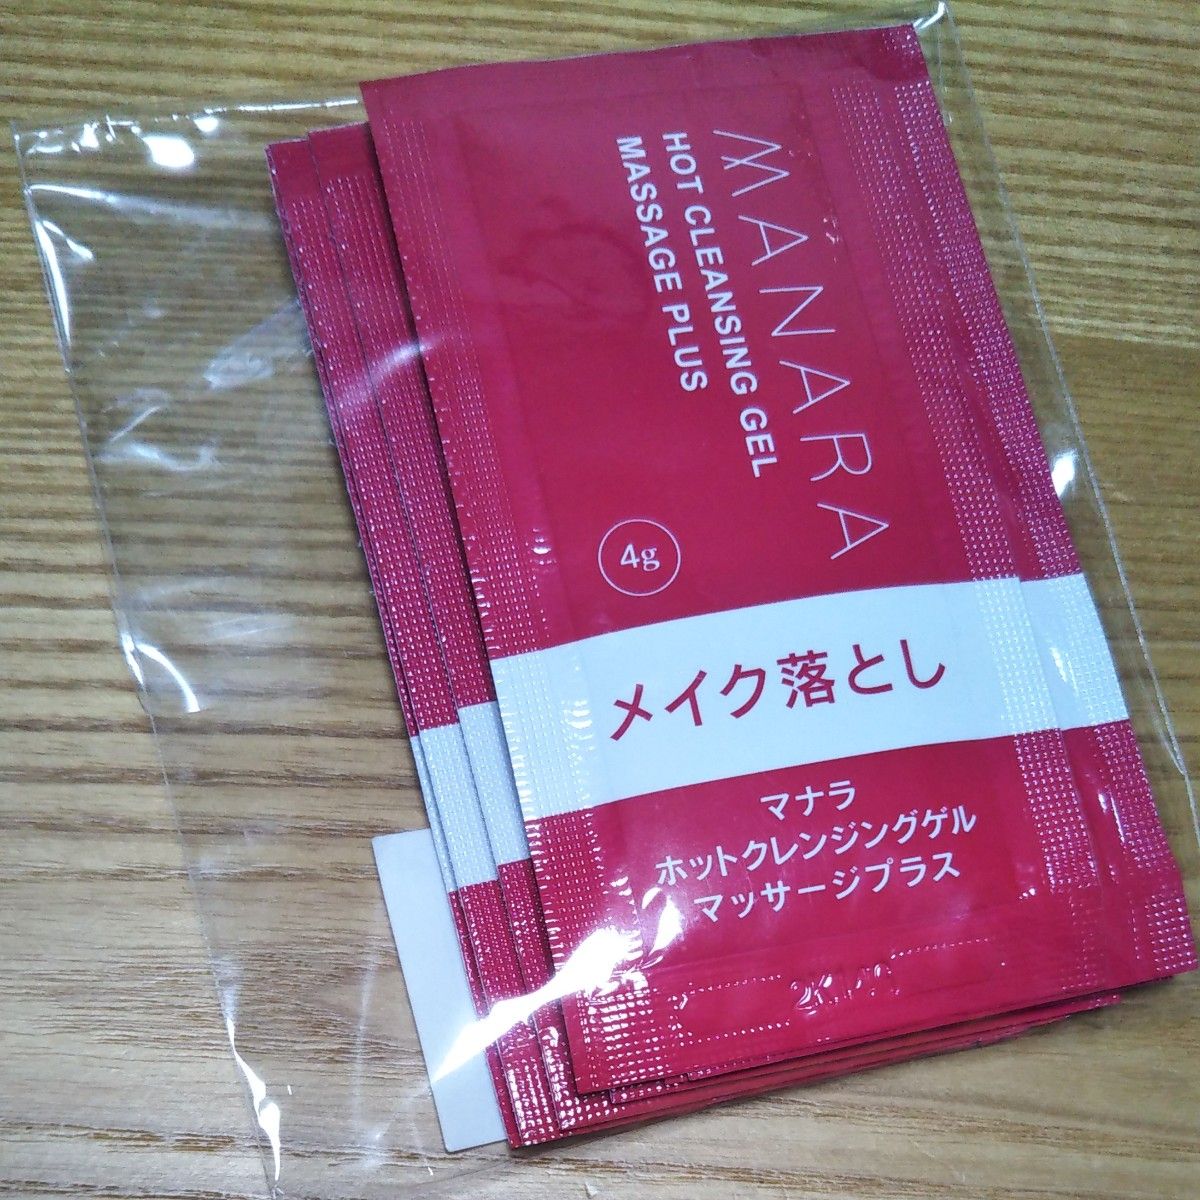 MANARA
HOT CLEANSING GEL
MASSAGE PLUS
4g
メイク落とし
マナラ
ホットクレンジングゲル
マッサージプラス